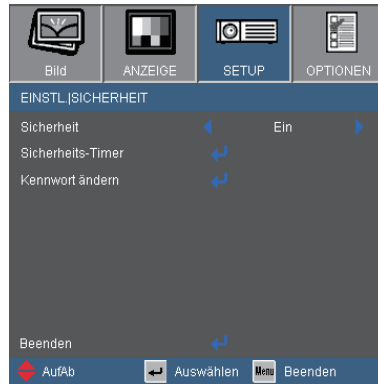 Bild ANZEIGE SETUP OPTIONEN
EINSTL.|SICHERHEIT
Sicherheit Ein
Sicherheits-Timer
Kennwort ändern
Beenden
AufAb Auswählen Menu Beenden